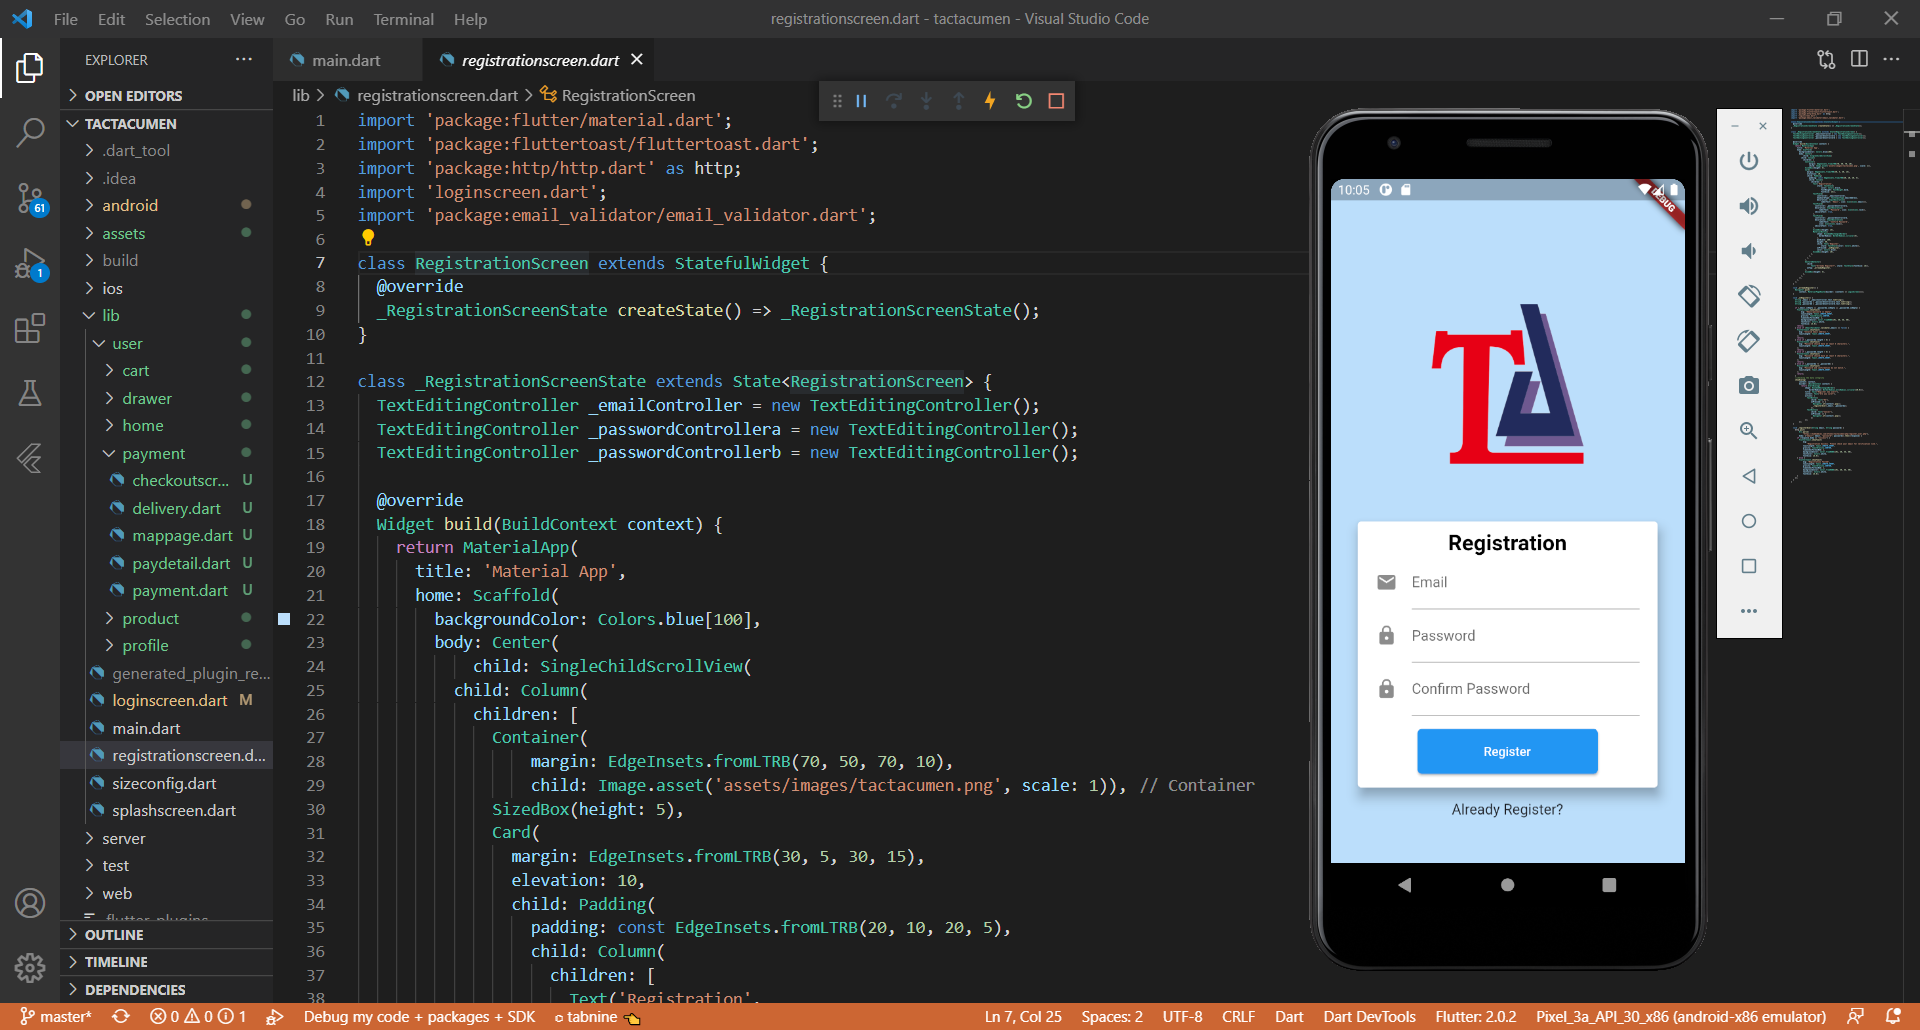 File Edit Selection View Go Run Terminal Help
registrationscreen.dart - tactacumen - Visual Studio Code
EXPLORER
OPEN EDITORS
TACTACUMEN
.dart_tool
.idea
android
assets
build
ios
lib
user
cart
drawer
home
payment
checkoutscr... U
delivery.dart U
mappage.dart U
paydetail.dart U
payment.dart U
product
profile
generated_plugin_re...
loginscreen.dart M
main.dart
registrationscreen.d...
sizeconfig.dart
splashscreen.dart
server
test
web
.flutter-plugins
OUTLINE
TIMELINE
DEPENDENCIES
61
1
main.dart
registrationscreen.dart
lib > registrationscreen.dart > RegistrationScreen
1 import 'package:flutter/material.dart';
2 import 'package:fluttertoast/fluttertoast.dart';
3 import 'package:http/http.dart' as http;
4 import 'loginscreen.dart';
5 import 'package:email_validator/email_validator.dart';
6
7 class RegistrationScreen extends StatefulWidget {
8 @override
9 _RegistrationScreenState createState() => _RegistrationScreenState();
10 }
11
12 class _RegistrationScreenState extends State<RegistrationScreen> {
13 TextEditingController _emailController = new TextEditingController();
14 TextEditingController _passwordControllera = new TextEditingController();
15 TextEditingController _passwordControllerb = new TextEditingController();
16
17 @override
18 Widget build(BuildContext context) {
19 return MaterialApp(
20 title: 'Material App',
21 home: Scaffold(
22 backgroundColor: Colors.blue[100],
23 body: Center(
24 child: SingleChildScrollView(
25 child: Column(
26 children: [
27 Container(
28 margin: EdgeInsets.fromLTRB(70, 50, 70, 10),
29 child: Image.asset('assets/images/tactacumen.png', scale: 1)), // Container
30 SizedBox(height: 5),
31 Card(
32 margin: EdgeInsets.fromLTRB(30, 5, 30, 15),
33 elevation: 10,
34 child: Padding(
35 padding: const EdgeInsets.fromLTRB(20, 10, 20, 5),
36 child: Column(
37 children: [
38 Text('Registration',
10:05
DEBUG
Registration
Email
Password
Confirm Password
Register
Already Register?
master* 0 0 1 Debug my code + packages + SDK tabnine
Ln 7, Col 25 Spaces: 2 UTF-8 CRLF Dart Dart DevTools Flutter: 2.0.2 Pixel_3a_API_30_x86 (android-x86 emulator)